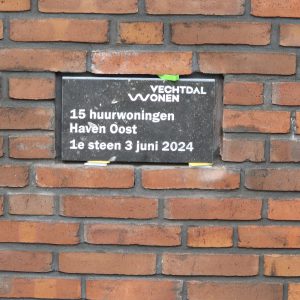 VECHTDAL
WONEN
15 huurwoningen
Haven Oost
1e steen 3 juni 2024